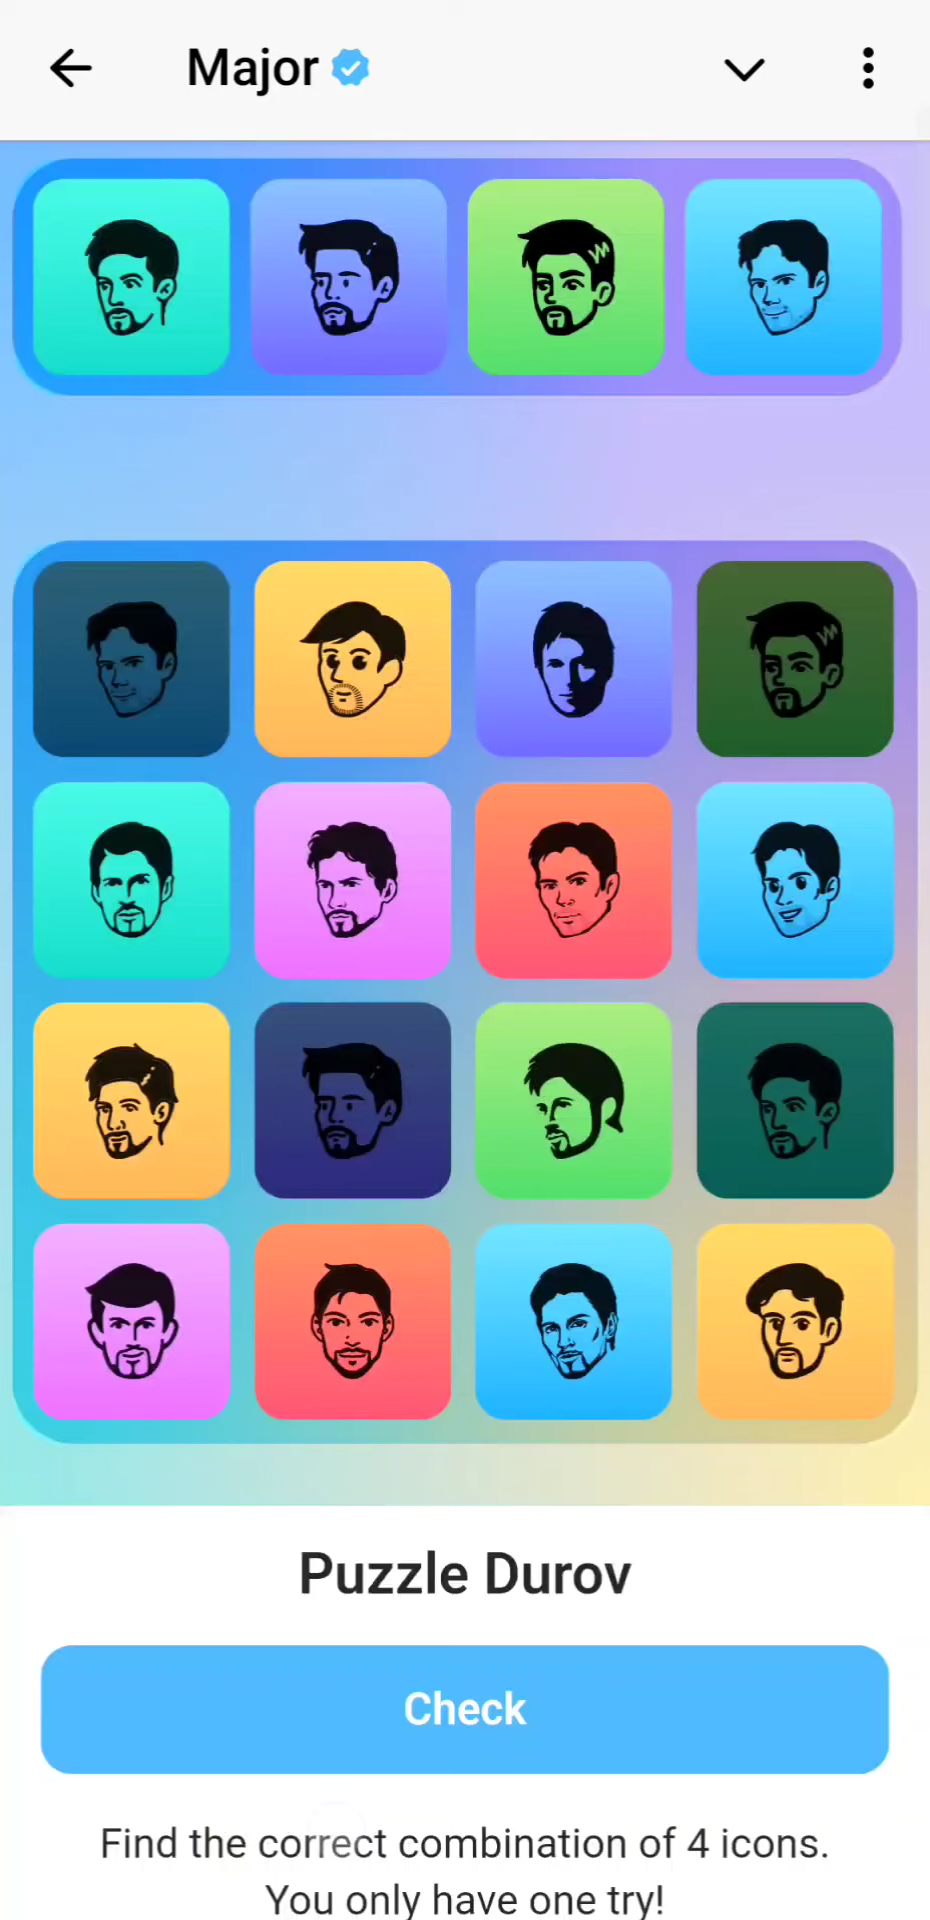 Major
Puzzle Durov
Check
Find the correct combination of 4 icons.
You only have one try!